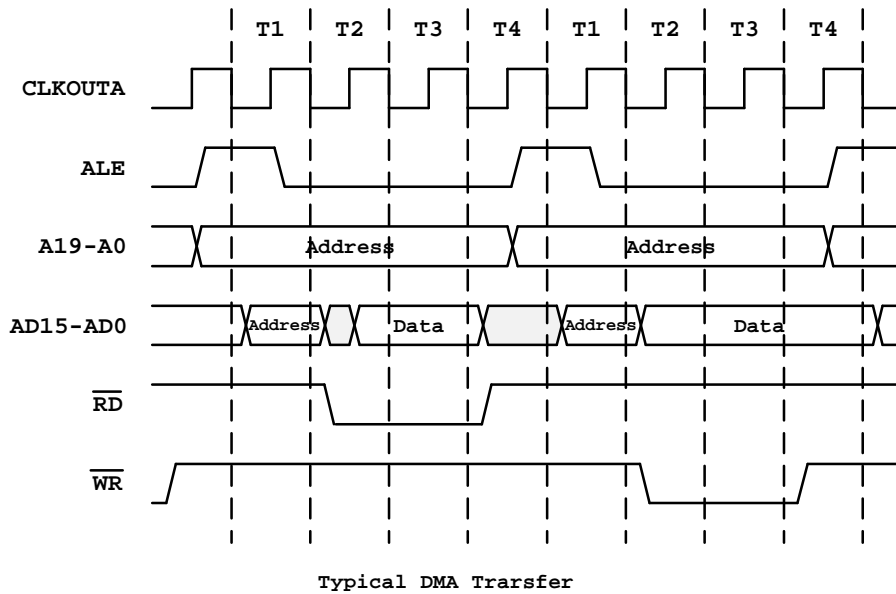 T1 T2 T3 T4 T1 T2 T3 T4
CLKOUTA
ALE
A19-A0 Address Address
AD15-AD0 Address Data Address Data
RD
WR
Typical DMA Trarsfer